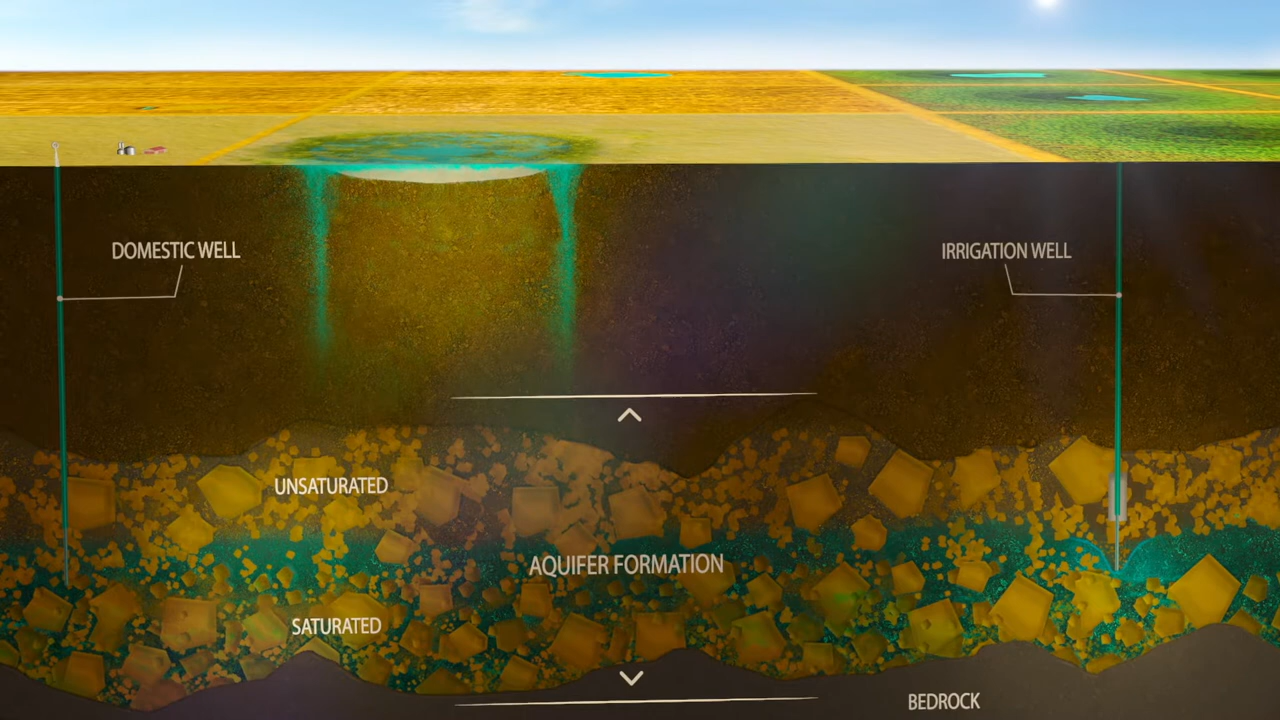 DOMESTIC WELL
IRRIGATION WELL
UNSATURATED
AQUIFER FORMATION
SATURATED
BEDROCK